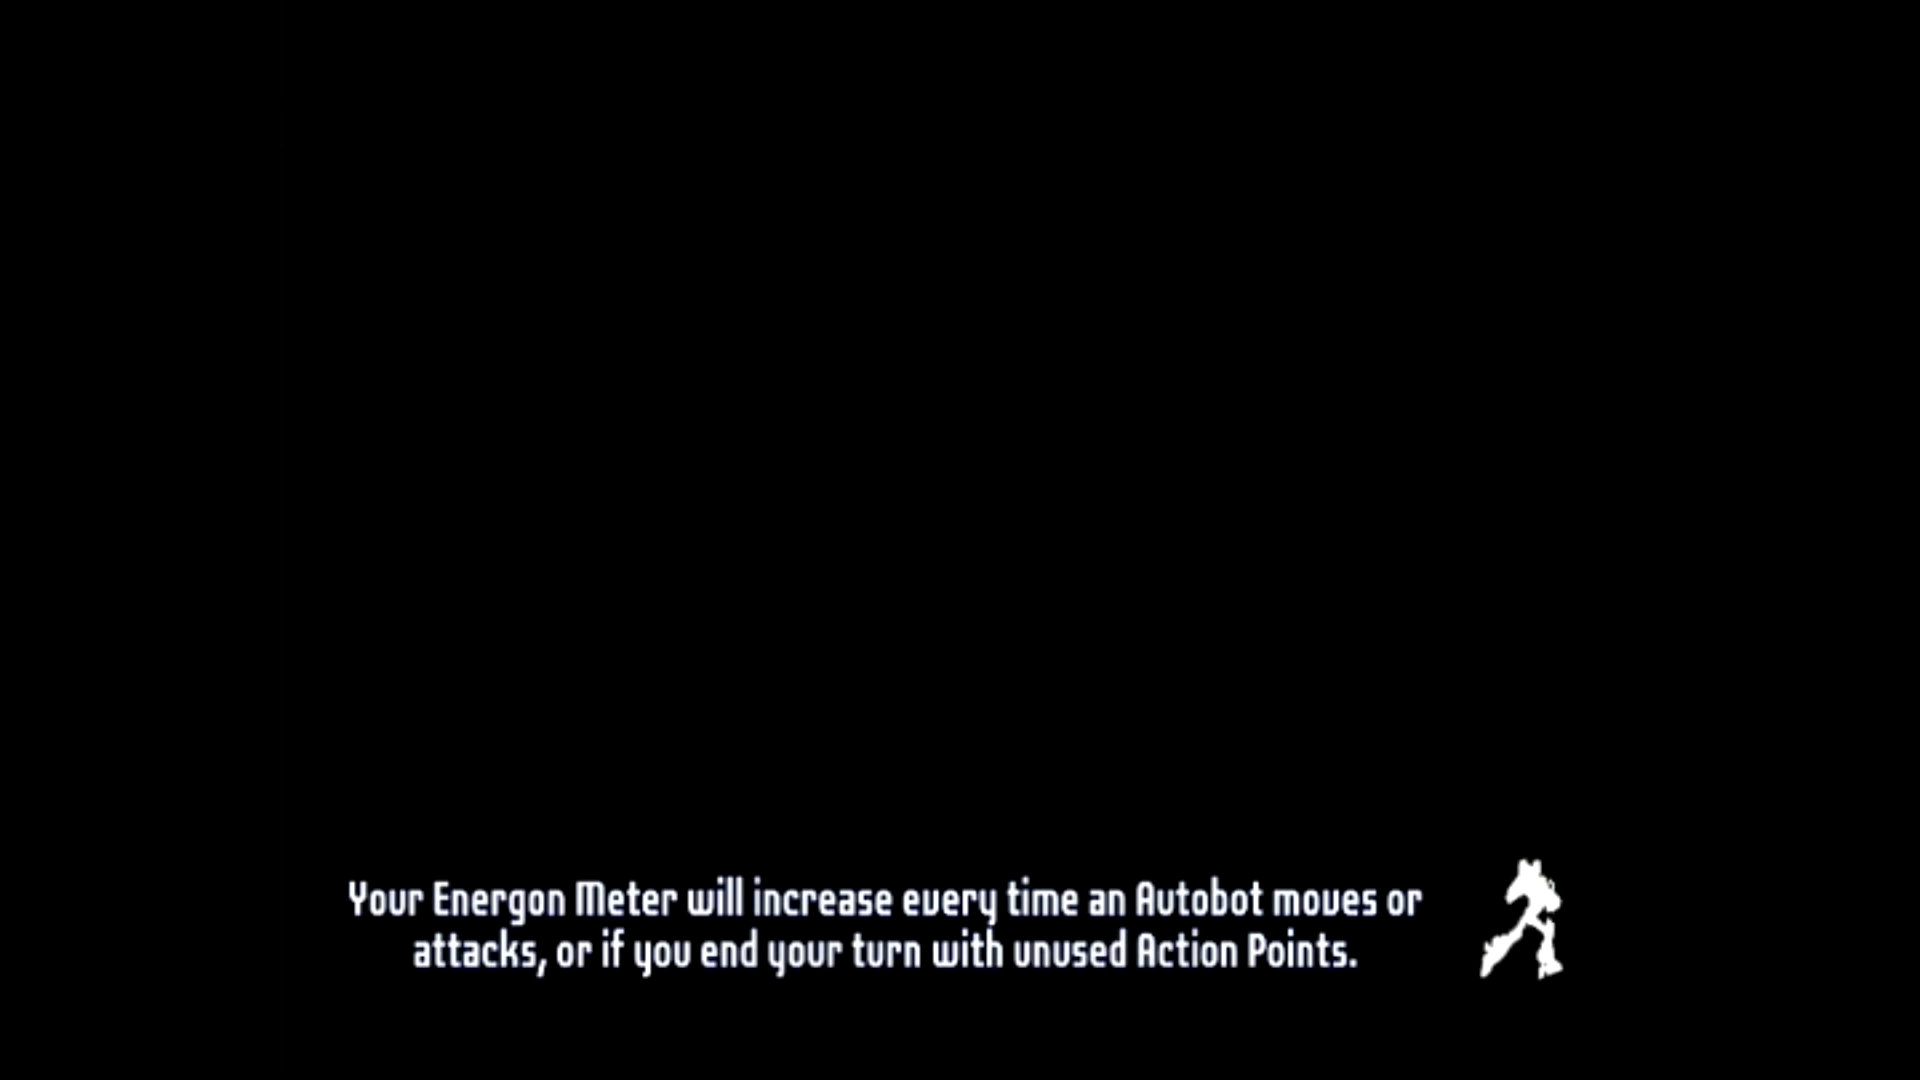 Your Energon Meter will increase every time an Autobot moves or
attacks, or if you end your turn with unused Action Points.